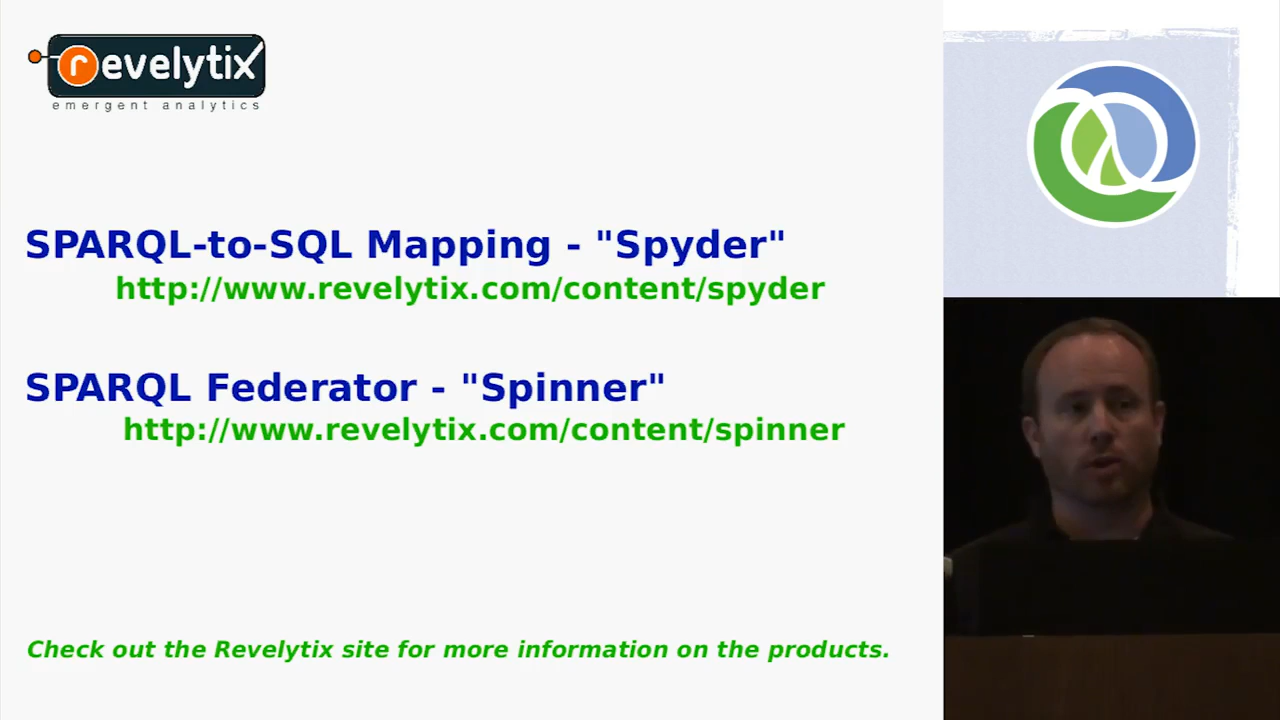 revelytix
emergent analytics
SPARQL-to-SQL Mapping - "Spyder"
http://www.revelytix.com/content/spyder
SPARQL Federator - "Spinner"
http://www.revelytix.com/content/spinner
Check out the Revelytix site for more information on the products.